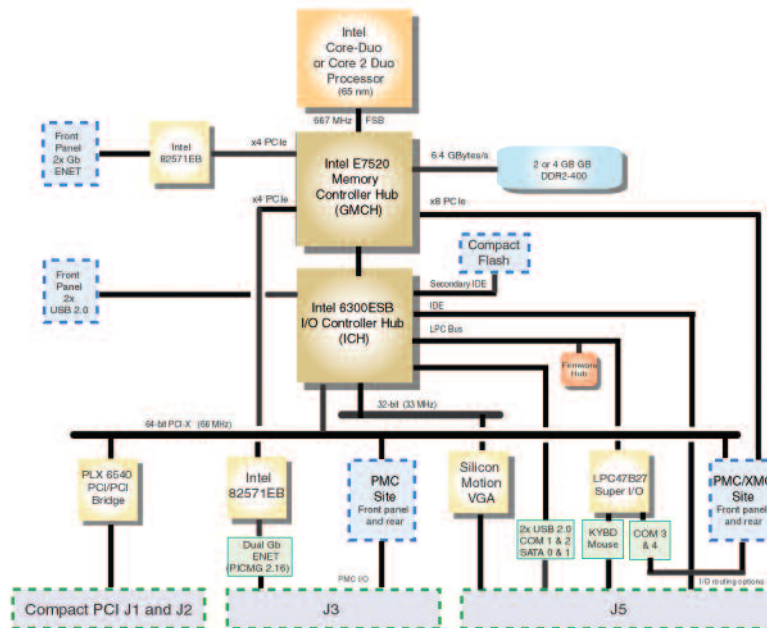 Intel
Core-Duo
or Core 2 Duo
Processor
(65 nm)
667 MHz
FSB
Front
Panel
2x Gb
ENET
Intel
82571EB
x4 PCIe
Intel E7520
Memory
Controller Hub
(GMCH)
6.4 GBytes/s
2 or 4 GB GB
DDR2-400
x4 PCIe
x8 PCIe
Compact
Flash
Front
Panel
2x
USB 2.0
Intel 6300ESB
I/O Controller Hub
(ICH)
Secondary IDE
IDE
LPC Bus
Firmware
Hub
32-bit (33 MHz)
64-bit PCI-X (66 MHz)
PLX 6540
PCI/PCI
Bridge
Intel
82571EB
PMC
Site
Front panel
and rear
Silicon
Motion
VGA
LPC47B27
Super I/O
PMC/XMC
Site
Front panel
and rear
Dual Gb
ENET
(PICMG 2.16)
2x USB 2.0
COM 1 & 2
SATA 0 & 1
KYBD
Mouse
COM 3
& 4
PMC I/O
I/O routing options
Compact PCI J1 and J2
J3
J5